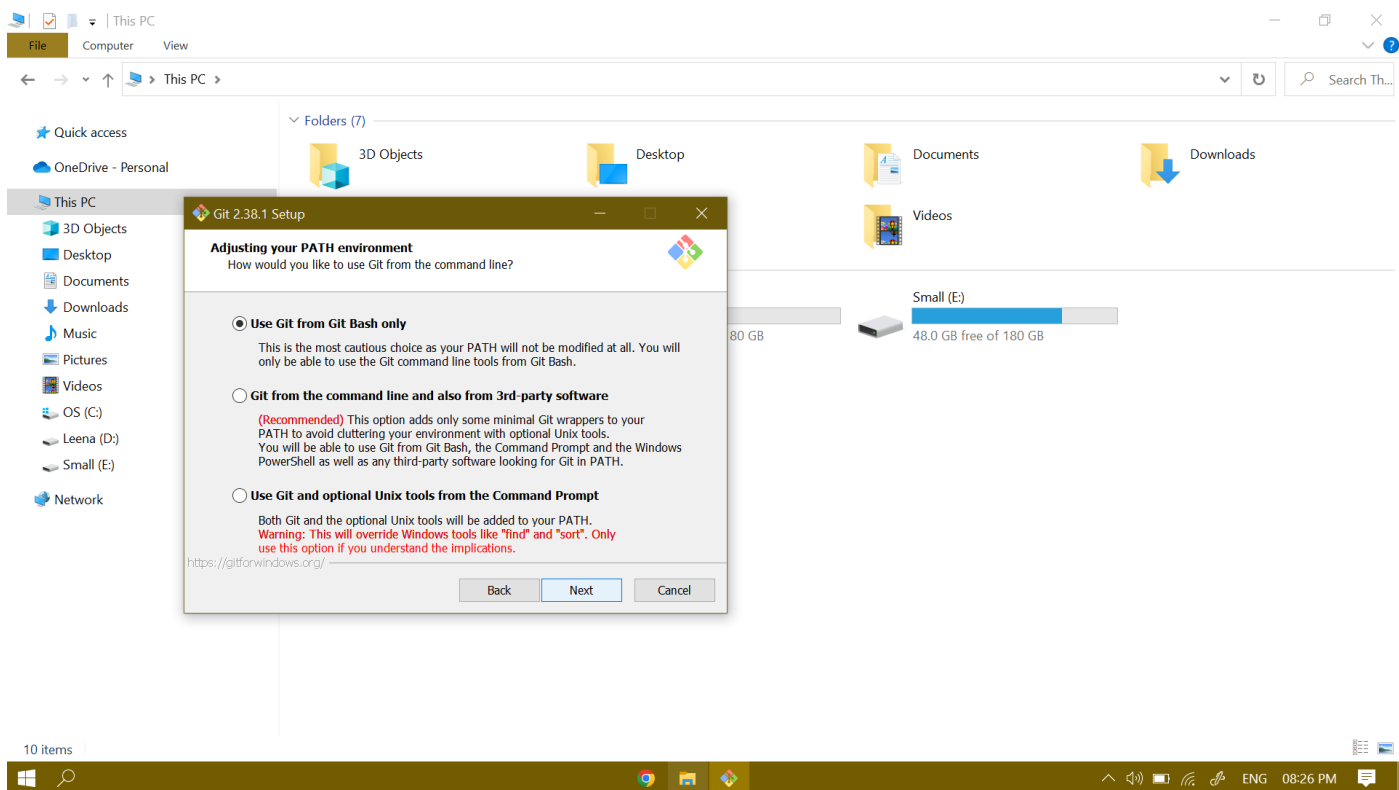 This PC
File
Computer
View
This PC
Search Th...
Quick access
OneDrive - Personal
This PC
3D Objects
Desktop
Documents
Downloads
Music
Pictures
Videos
OS (C:)
Leena (D:)
Small (E:)
Network
Folders (7)
3D Objects
Desktop
Documents
Downloads
Videos
80 GB
Small (E:)
48.0 GB free of 180 GB
Git 2.38.1 Setup
Adjusting your PATH environment
How would you like to use Git from the command line?
Use Git from Git Bash only
This is the most cautious choice as your PATH will not be modified at all. You will
only be able to use the Git command line tools from Git Bash.
Git from the command line and also from 3rd-party software
(Recommended) This option adds only some minimal Git wrappers to your
PATH to avoid cluttering your environment with optional Unix tools.
You will be able to use Git from Git Bash, the Command Prompt and the Windows
PowerShell as well as any third-party software looking for Git in PATH.
Use Git and optional Unix tools from the Command Prompt
Both Git and the optional Unix tools will be added to your PATH.
Warning: This will override Windows tools like "find" and "sort". Only
use this option if you understand the implications.
https://gitforwindows.org/
Back
Next
Cancel
10 items
ENG
08:26 PM